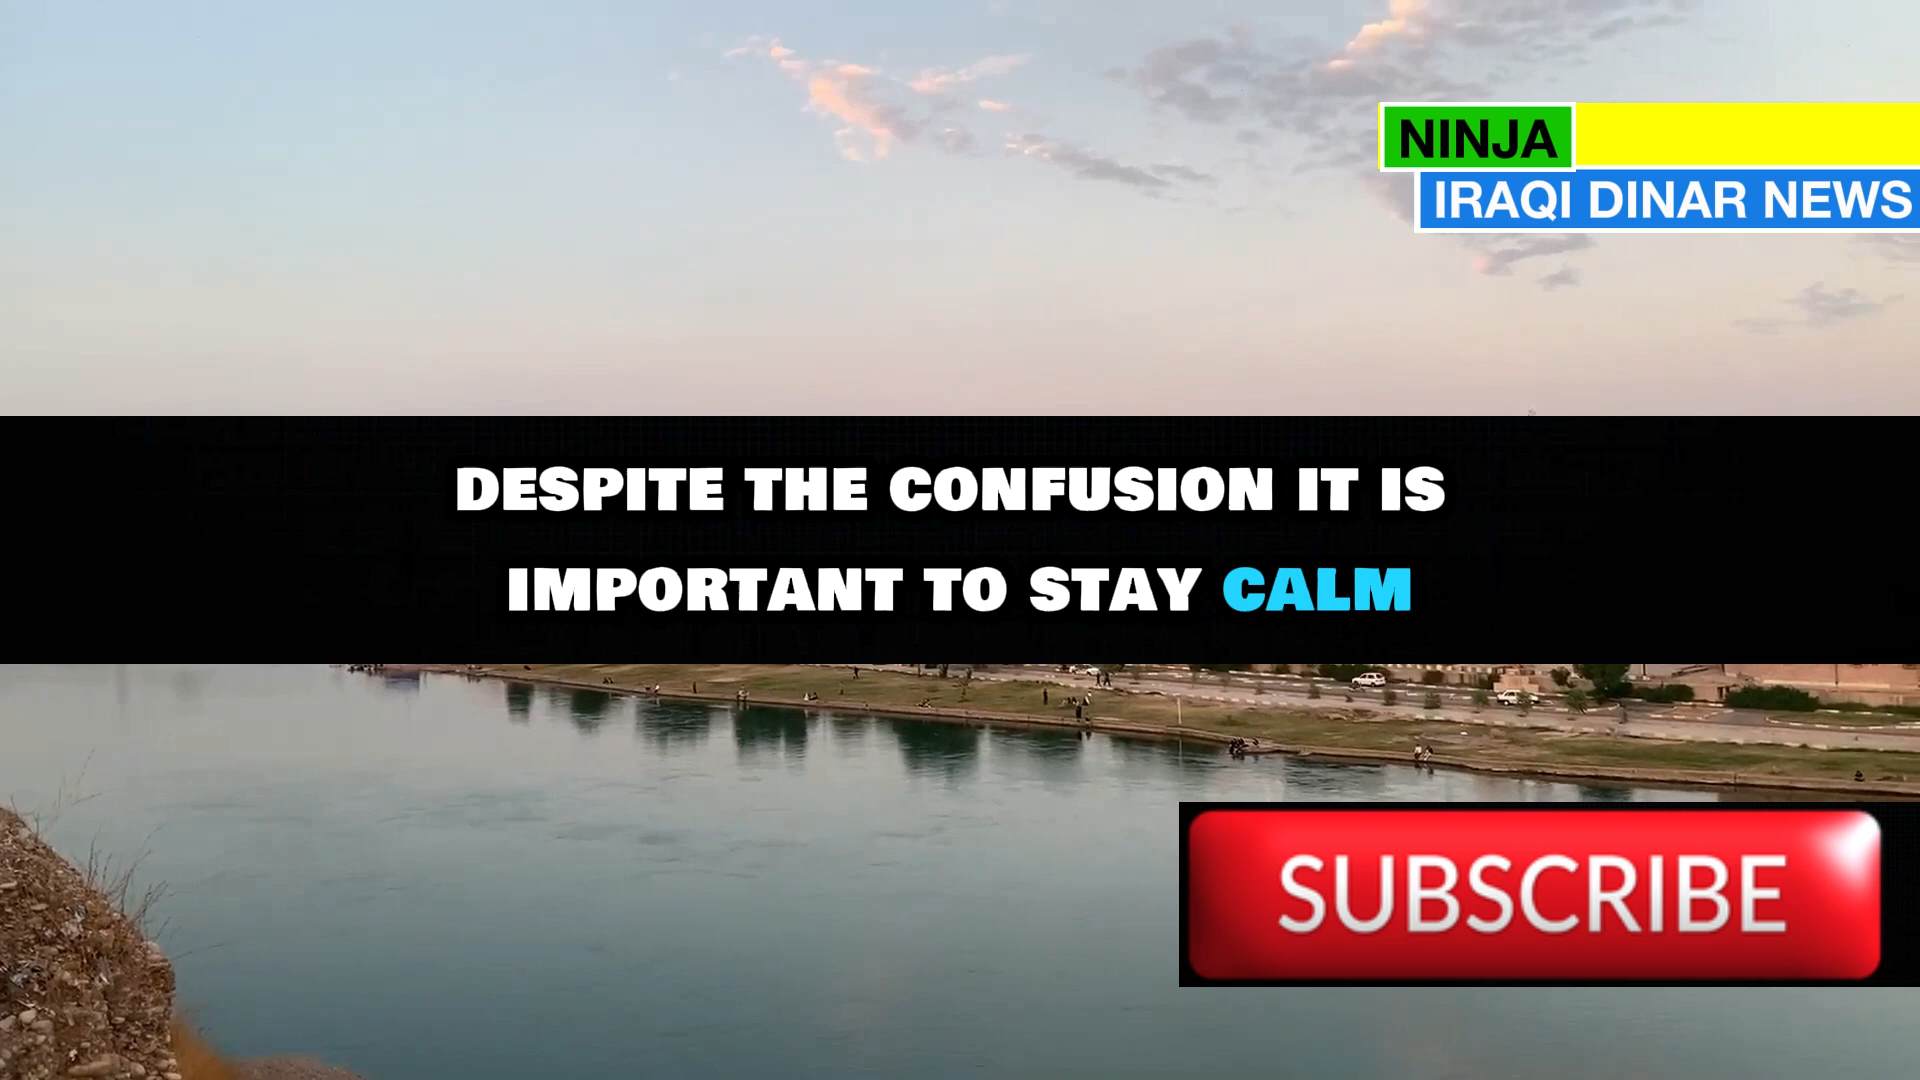 NINJA
IRAQI DINAR NEWS
DESPITE THE CONFUSION IT IS
IMPORTANT TO STAY CALM
SUBSCRIBE